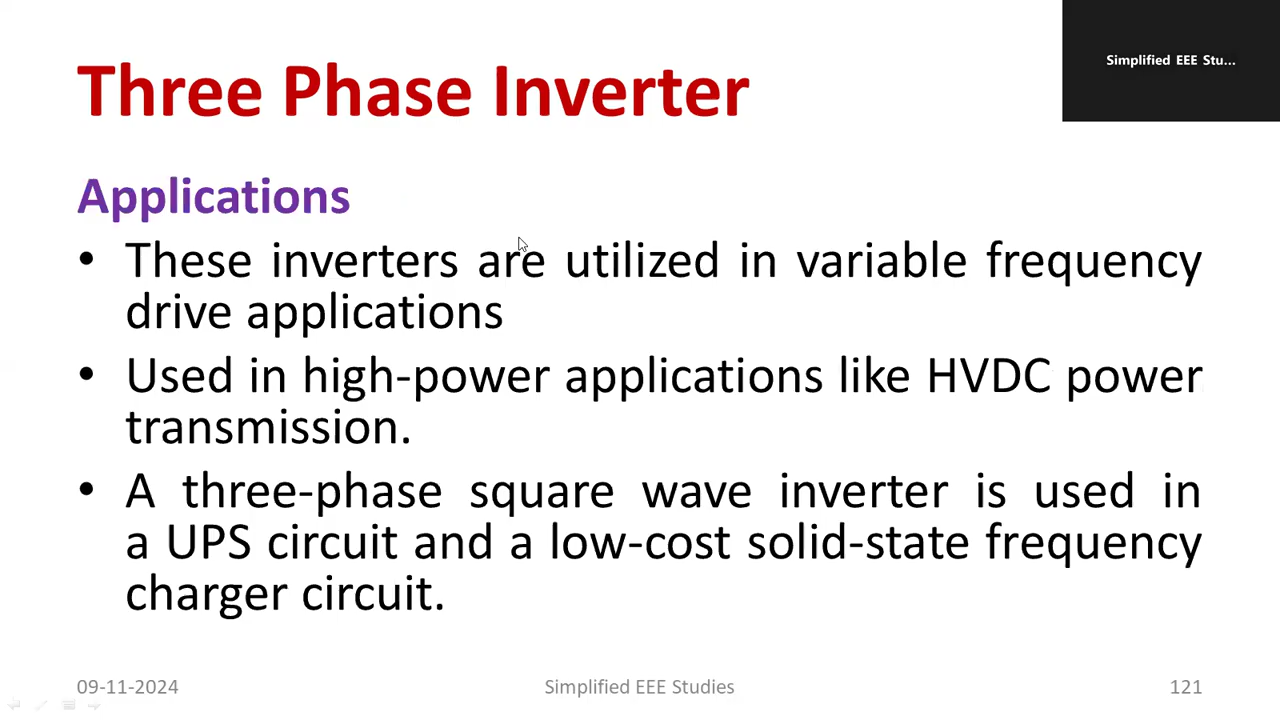 Three Phase Inverter
Simplified EEE Stu...
Applications
• These inverters are utilized in variable frequency
drive applications
• Used in high-power applications like HVDC power
transmission.
• A three-phase square wave inverter is used in
a UPS circuit and a low-cost solid-state frequency
charger circuit.
09-11-2024
Simplified EEE Studies
121